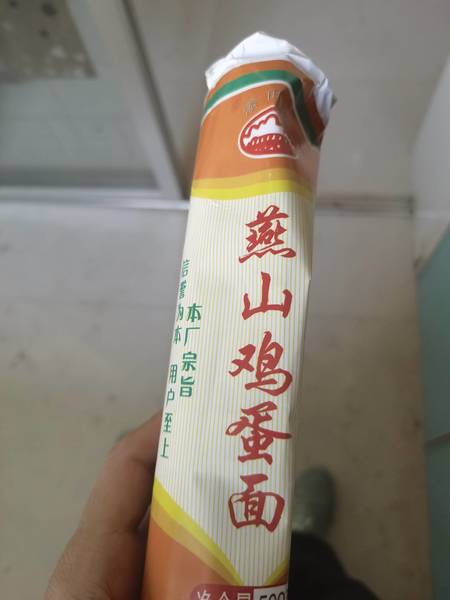 燕山鸡蛋面
本厂宗旨
信誉为本 用户至上